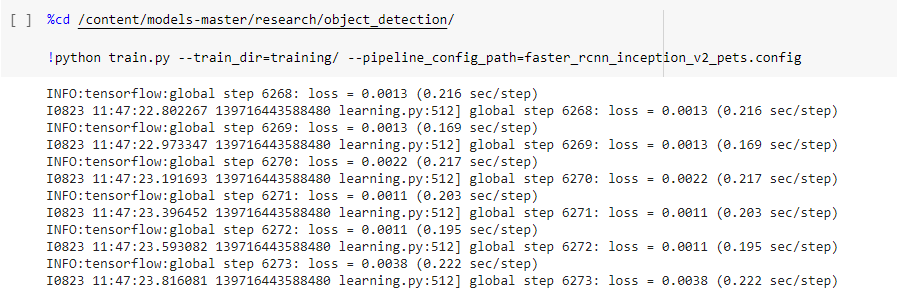 [ ] %cd /content/models-master/research/object_detection/
!python train.py --train_dir=training/ --pipeline_config_path=faster_rcnn_inception_v2_pets.config
INFO:tensorflow:global step 6268: loss = 0.0013 (0.216 sec/step)
I0823 11:47:22.802267 139716443588480 learning.py:512] global step 6268: loss = 0.0013 (0.216 sec/step)
INFO:tensorflow:global step 6269: loss = 0.0013 (0.169 sec/step)
I0823 11:47:22.973347 139716443588480 learning.py:512] global step 6269: loss = 0.0013 (0.169 sec/step)
INFO:tensorflow:global step 6270: loss = 0.0022 (0.217 sec/step)
I0823 11:47:23.191693 139716443588480 learning.py:512] global step 6270: loss = 0.0022 (0.217 sec/step)
INFO:tensorflow:global step 6271: loss = 0.0011 (0.203 sec/step)
I0823 11:47:23.396452 139716443588480 learning.py:512] global step 6271: loss = 0.0011 (0.203 sec/step)
INFO:tensorflow:global step 6272: loss = 0.0011 (0.195 sec/step)
I0823 11:47:23.593082 139716443588480 learning.py:512] global step 6272: loss = 0.0011 (0.195 sec/step)
INFO:tensorflow:global step 6273: loss = 0.0038 (0.222 sec/step)
I0823 11:47:23.816081 139716443588480 learning.py:512] global step 6273: loss = 0.0038 (0.222 sec/step)